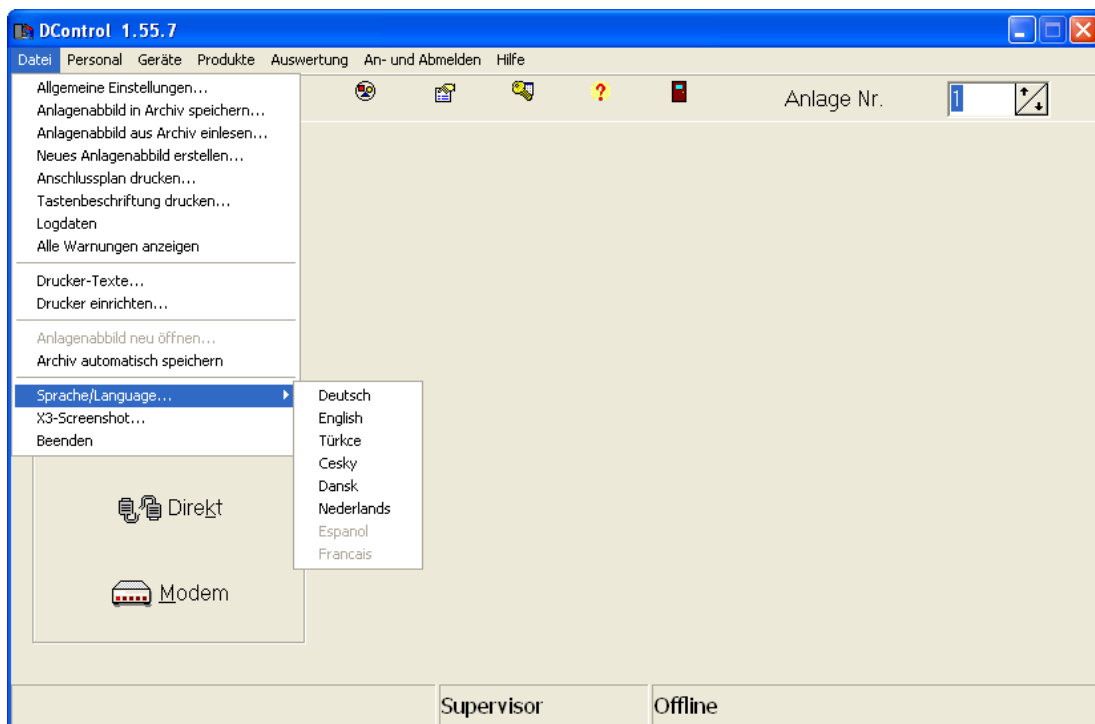 DControl 1.55.7
Datei Personal Geräte Produkte Auswertung An- und Abmelden Hilfe
Anlage Nr. 1
Allgemeine Einstellungen...
Anlagenabbild in Archiv speichern...
Anlagenabbild aus Archiv einlesen...
Neues Anlagenabbild erstellen...
Anschlussplan drucken...
Tastenbeschriftung drucken...
Logdaten
Alle Warnungen anzeigen
Drucker-Texte...
Drucker einrichten...
Anlagenabbild neu öffnen...
Archiv automatisch speichern
Sprache/Language...
X3-Screenshot...
Beenden
Deutsch
English
Türkce
Cesky
Dansk
Nederlands
Espanol
Francais
Direkt
Modem
Supervisor
Offline